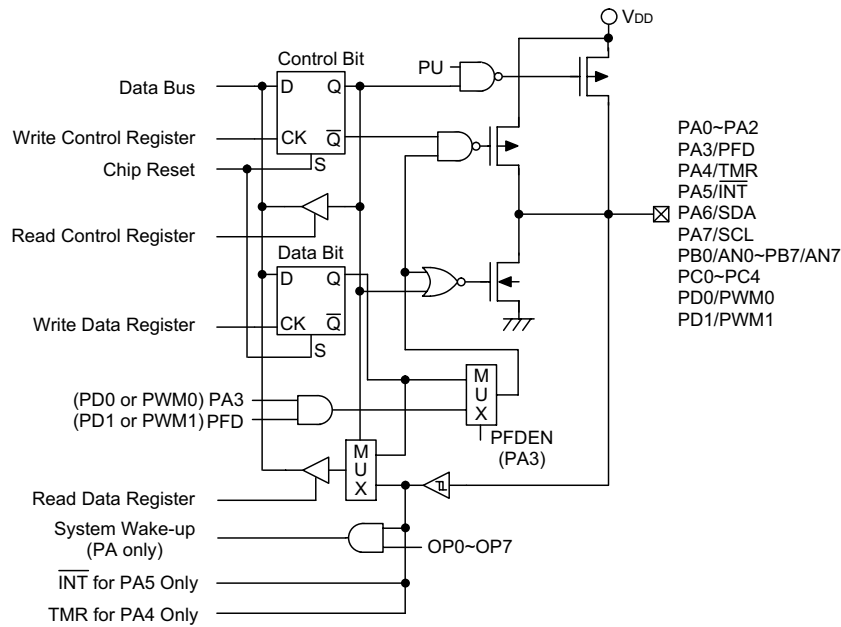 VDD
Control Bit
PU
Data Bus
D
Q
Write Control Register
CK
Q̅
Chip Reset
S
Read Control Register
Data Bit
D
Q
Write Data Register
CK
Q̅
S
PA0~PA2
PA3/PFD
PA4/TMR
PA5/I̅N̅T̅
PA6/SDA
PA7/SCL
PB0/AN0~PB7/AN7
PC0~PC4
PD0/PWM0
PD1/PWM1
(PD0 or PWM0) PA3
(PD1 or PWM1) PFD
M
U
X
PFDEN
(PA3)
M
U
X
Read Data Register
System Wake-up
(PA only)
OP0~OP7
I̅N̅T̅ for PA5 Only
TMR for PA4 Only